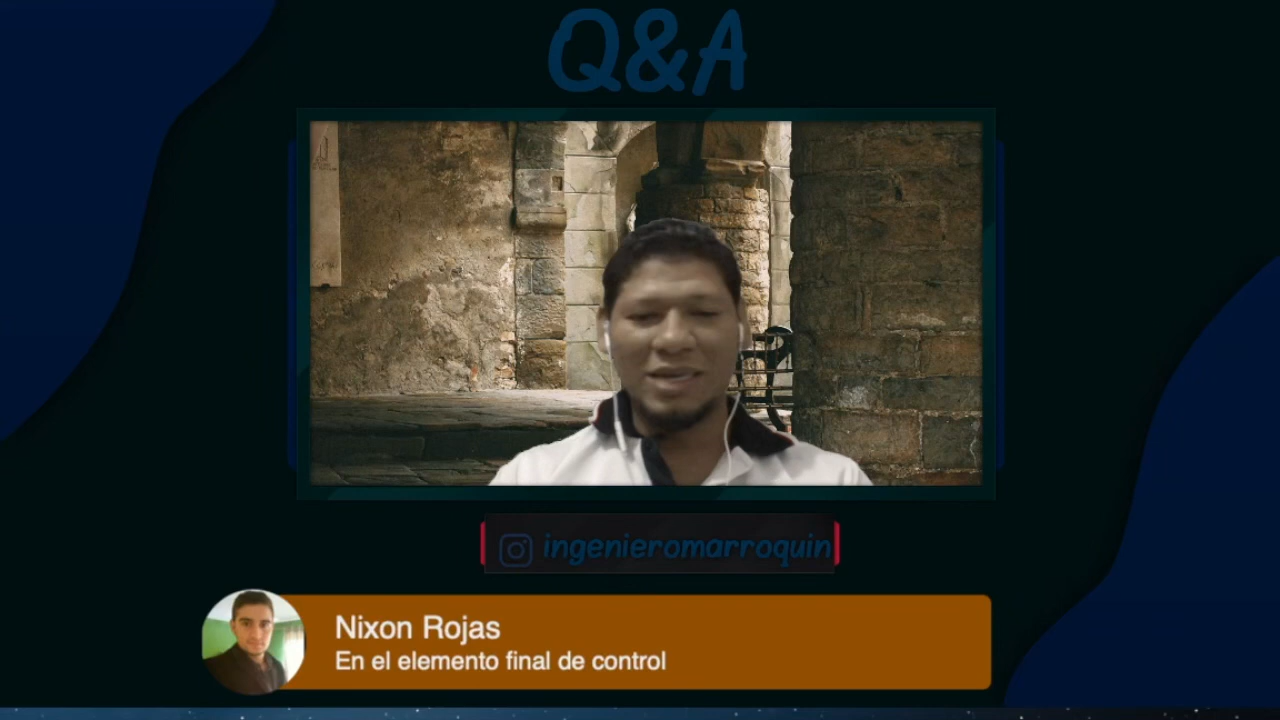 Q&A
ingenieromarroquin
Nixon Rojas
En el elemento final de control